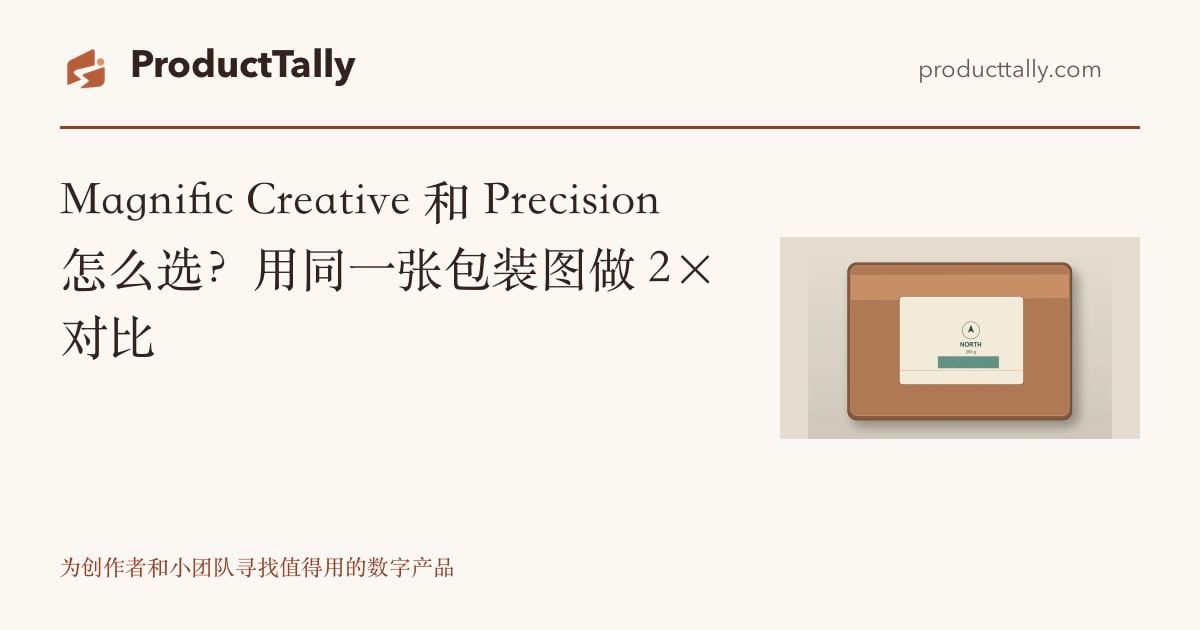 ProductTally
producttally.com
Magnific Creative 和 Precision
怎么选？用同一张包装图做 2×
对比
NORTH
250 g
为创作者和小团队寻找值得用的数字产品